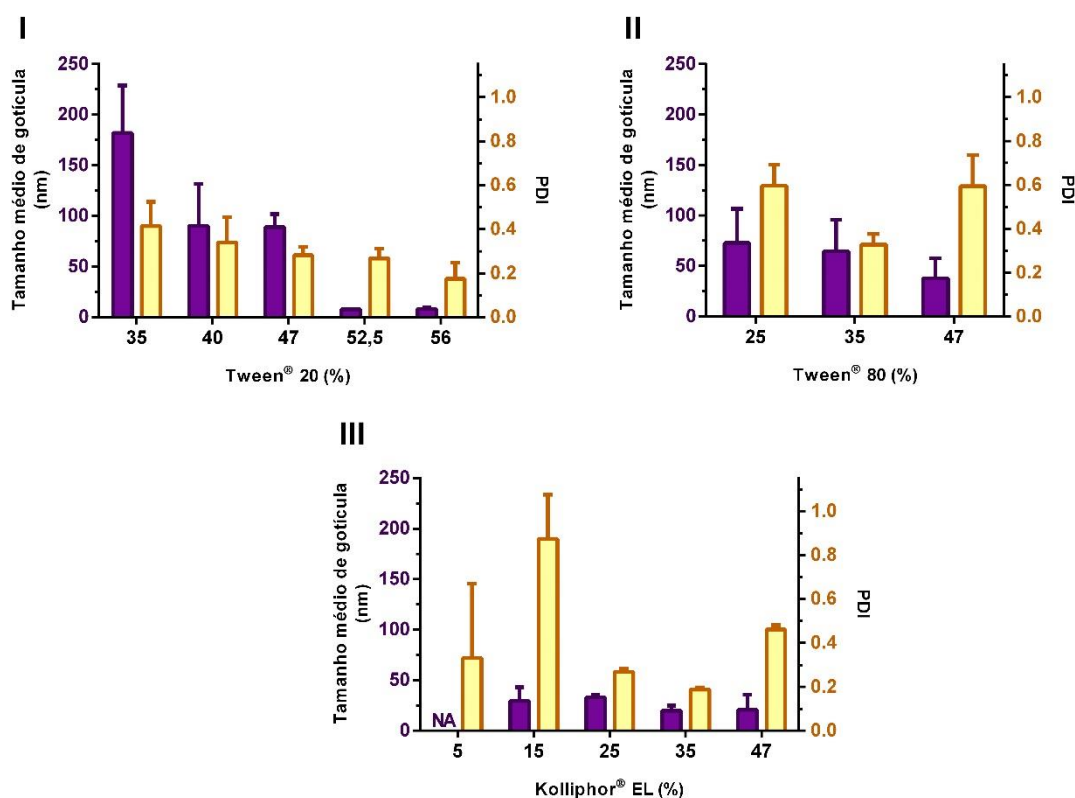 I
Tamanho médio de gotícula
(nm)
250
200
150
100
50
0
1.0
0.8
0.6
0.4
0.2
0.0
PDI
35 40 47 52,5 56
Tween® 20 (%)
II
Tamanho médio de gotícula
(nm)
250
200
150
100
50
0
1.0
0.8
0.6
0.4
0.2
0.0
PDI
25 35 47
Tween® 80 (%)
III
Tamanho médio de gotícula
(nm)
250
200
150
100
50
0
NA
1.0
0.8
0.6
0.4
0.2
0.0
PDI
5 15 25 35 47
Kolliphor® EL (%)